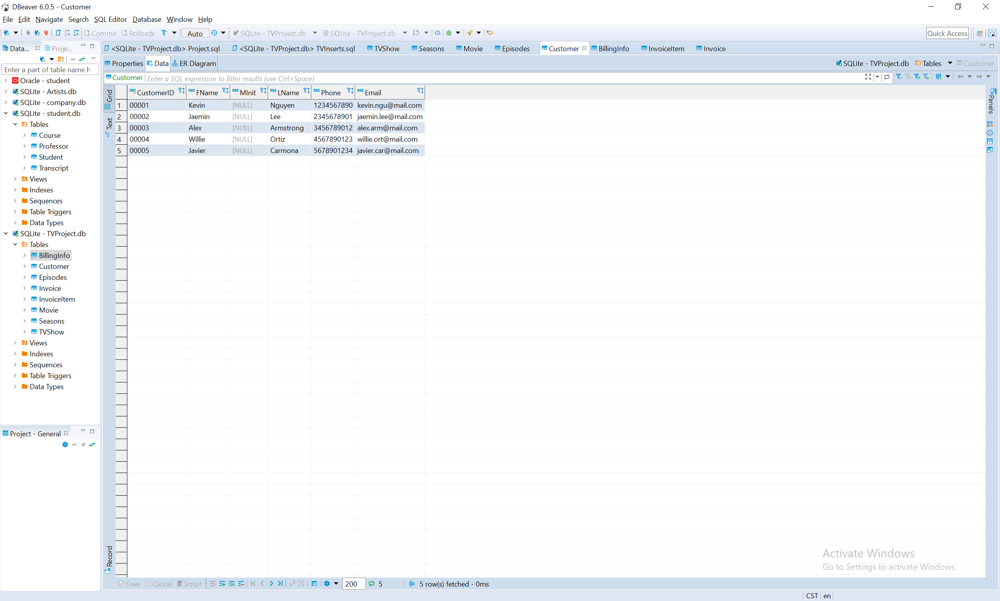 DBeaver 6.0.5 - Customer
File Edit Navigate Search SQL Editor Database Window Help
Commit Rollback Auto SQLite - TVProject.db SQLite - TVProject.db Quick Access
Data... Proje...
Enter a part of table name h
Oracle - student
SQLite - Artists.db
SQLite - company.db
SQLite - student.db
Tables
Course
Professor
Student
Transcript
Views
Indexes
Sequences
Table Triggers
Data Types
SQLite - TVProject.db
Tables
BillingInfo
Customer
Episodes
Invoice
InvoiceItem
Movie
Seasons
TVShow
Views
Indexes
Sequences
Table Triggers
Data Types
Project - General
<SQLite - TVProject.db> Project.sql <SQLite - TVProject.db> TVInserts.sql TVShow Seasons Movie Episodes Customer BillingInfo InvoiceItem Invoice
Properties Data ER Diagram SQLite - TVProject.db Tables Customer
Customer Enter a SQL expression to filter results (use Ctrl+Space)
Grid
Text
Record
Panels
ABC CustomerID ABC FName ABC MInit ABC LName ABC Phone ABC Email
1 00001 Kevin [NULL] Nguyen 1234567890 kevin.ngu@mail.com
2 00002 Jaemin [NULL] Lee 2345678901 jaemin.lee@mail.com
3 00003 Alex [NULL] Armstrong 3456789012 alex.arm@mail.com
4 00004 Willie [NULL] Ortiz 4567890123 willie.ort@mail.com
5 00005 Javier [NULL] Carmona 5678901234 javier.car@mail.com
Activate Windows
Go to Settings to activate Windows.
Save Cancel Script 200 5 5 row(s) fetched - 0ms
CST en